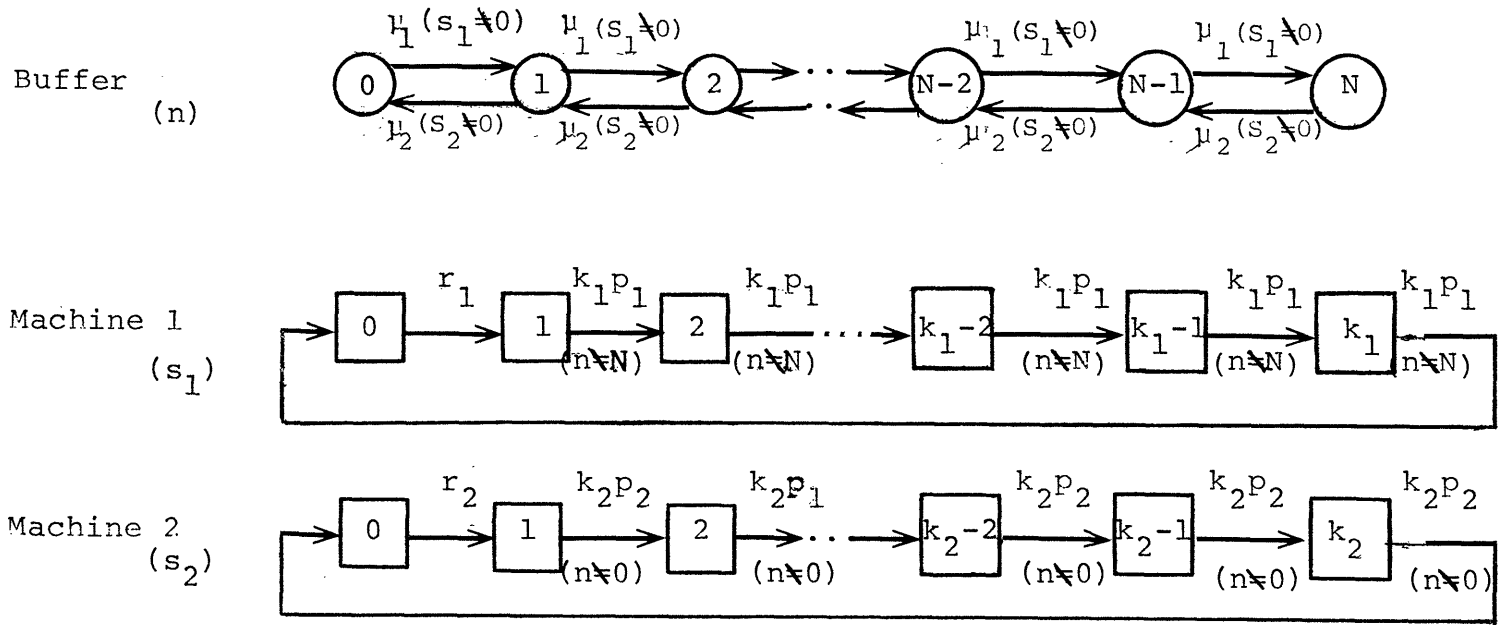 μ₁(s₁≠0) μ₁(S₁≠0) μ₁(S₁≠0) μ₁(S₁≠0)
Buffer (n) 0 1 2 ·· N-2 N-1 N
μ₂(S₂≠0) μ₂(S₂≠0) μ₂(S₂≠0) μ₂(S₂≠0)
r₁ k₁p₁ k₁p₁ k₁p₁ k₁p₁ k₁p₁
Machine 1 (s₁) 0 1 2 ···· k₁-2 k₁-1 k₁
(n≠N) (n≠N) (n≠N) (n≠N) (n≠N)
r₂ k₂p₂ k₂p₁ k₂p₂ k₂p₂ k₂p₂
Machine 2 (s₂) 0 1 2 ·· k₂-2 k₂-1 k₂
(n≠0) (n≠0) (n≠0) (n≠0) (n≠0)